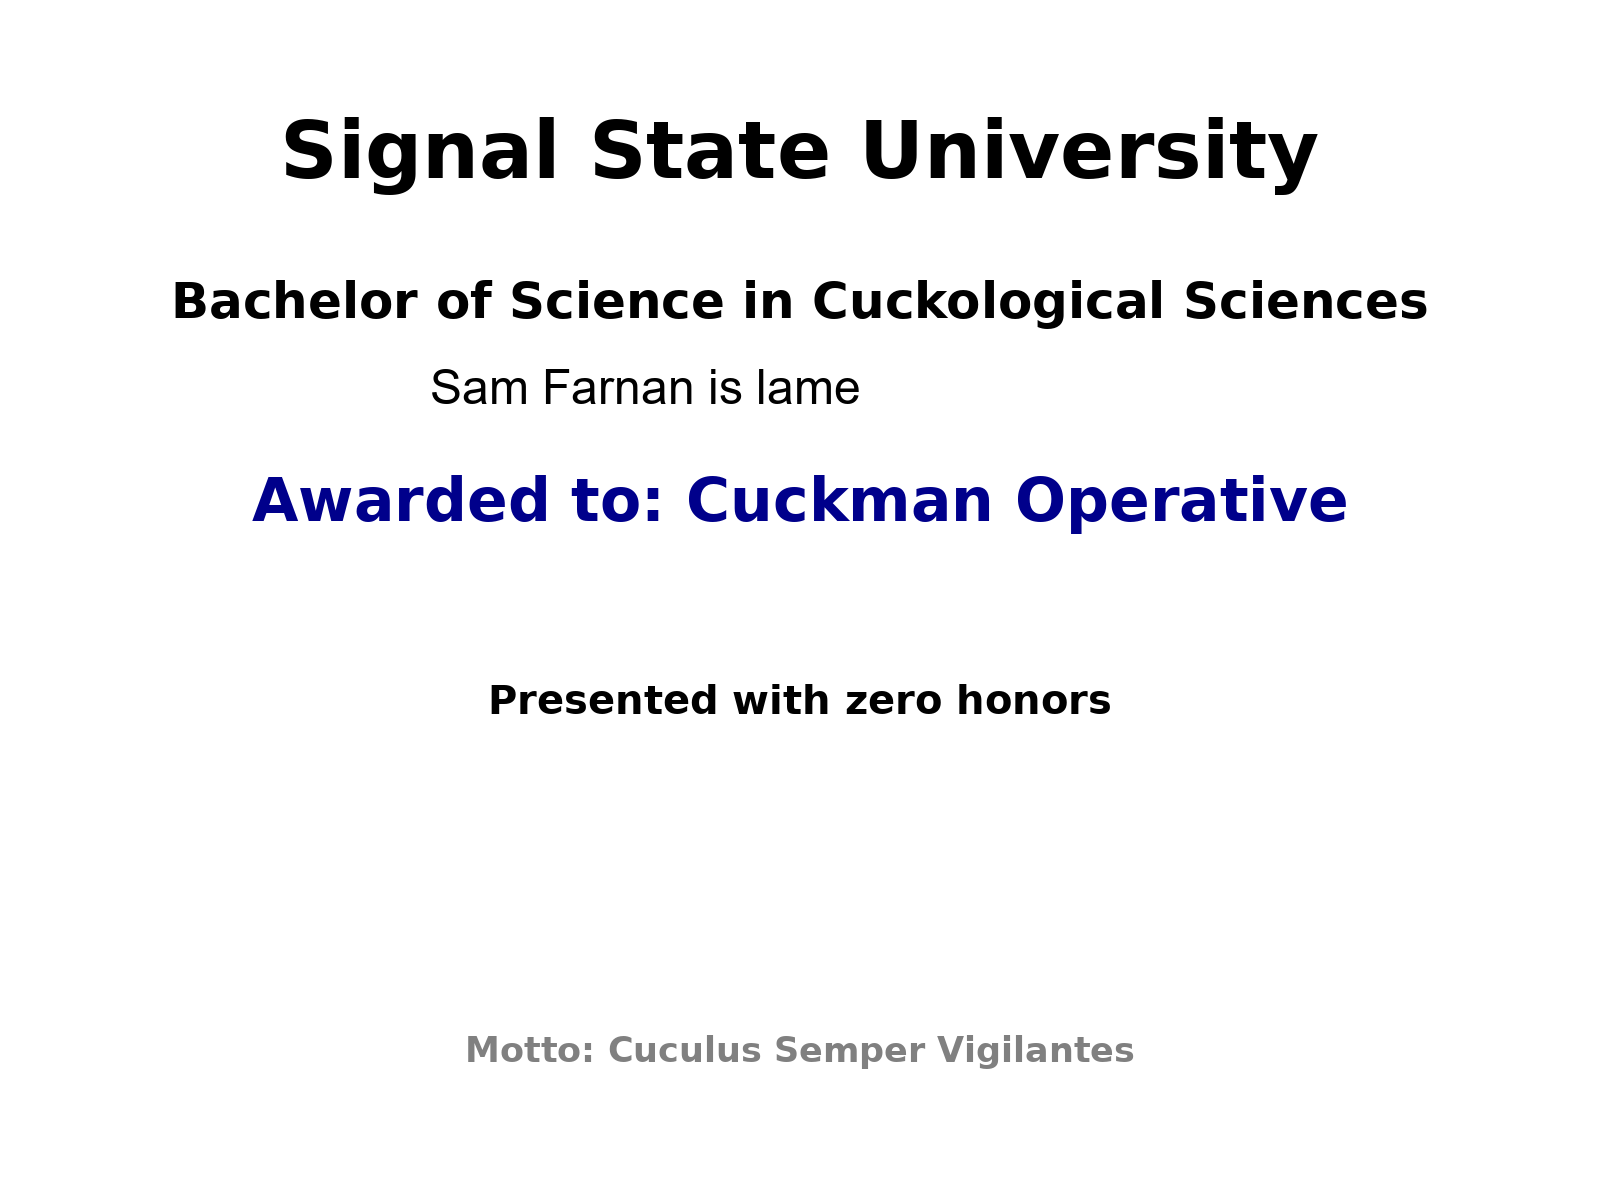 Signal State University
Bachelor of Science in Cuckological Sciences
Sam Farnan is lame
Awarded to: Cuckman Operative
Presented with zero honors
Motto: Cuculus Semper Vigilantes